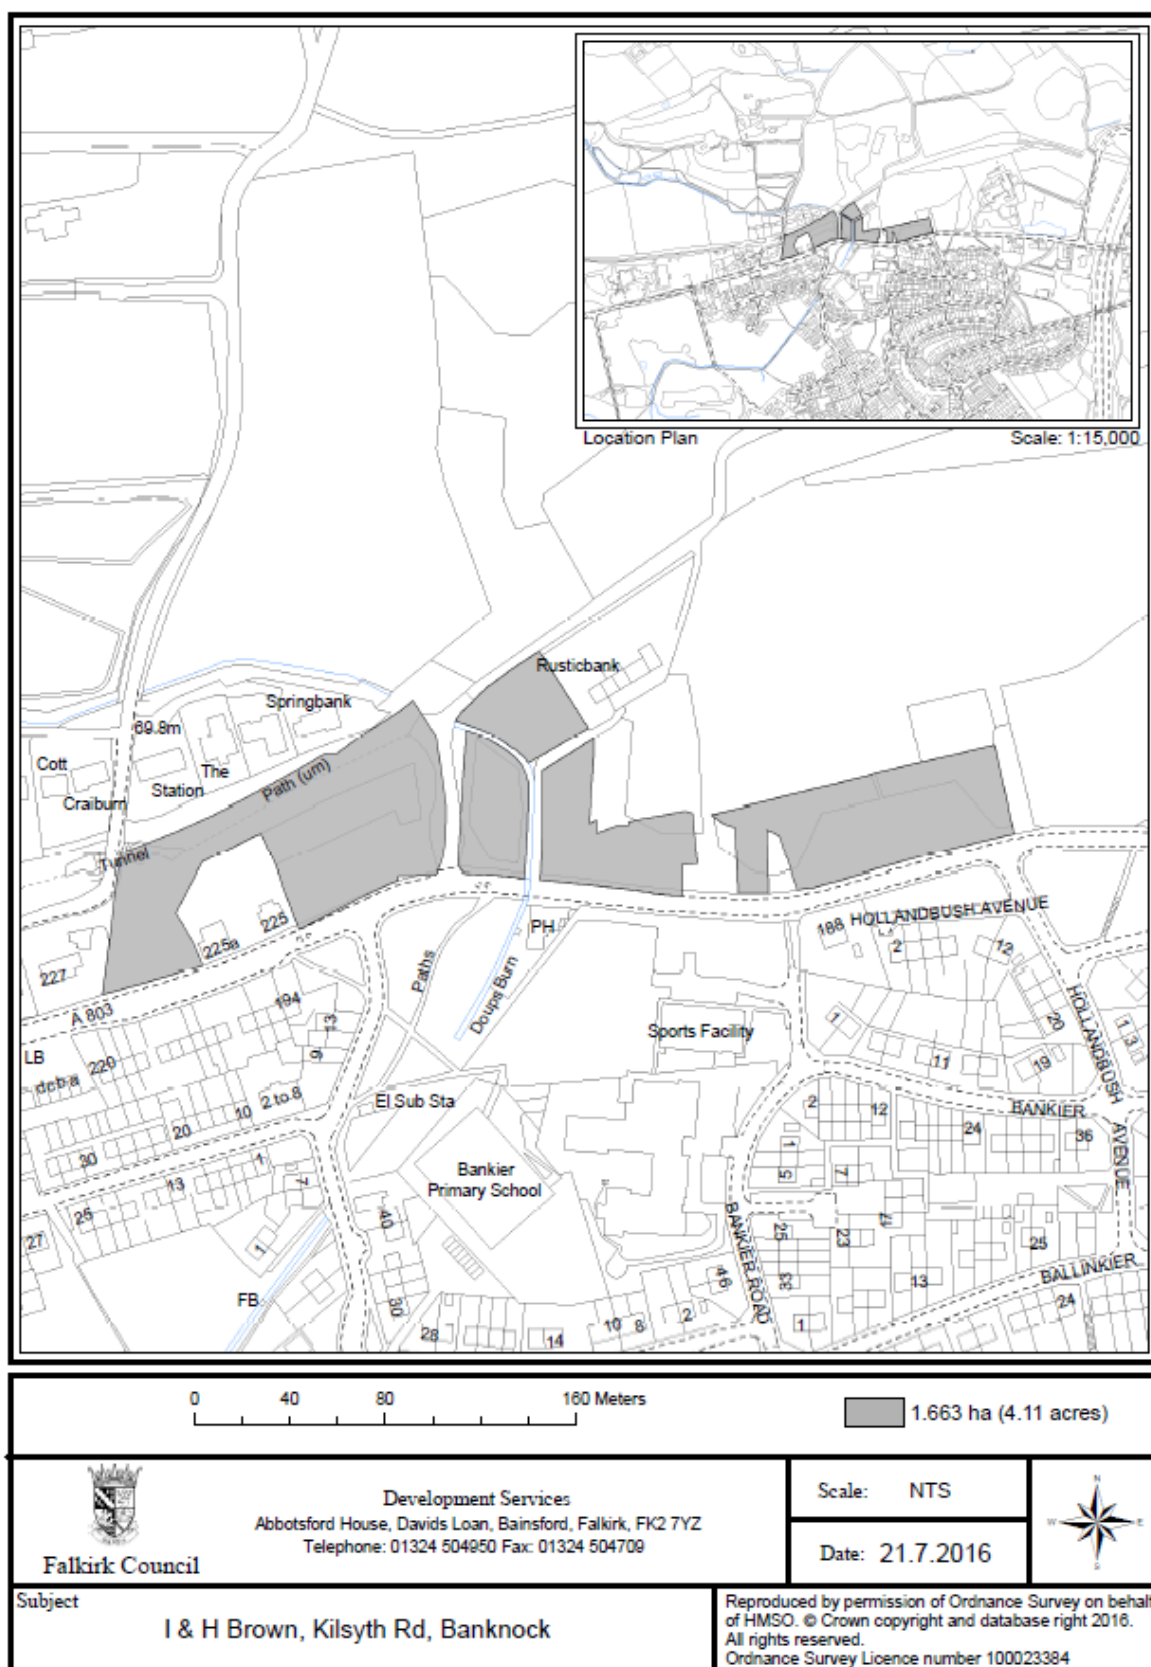 Location Plan
Scale: 1:15,000
Rusticbank
Springbank
69.8m
Cott
The
Station
Craiburn
Path (um)
Tunnel
227
225a
225
A 803
LB
dcb a
220
194
13
9
2 to 8
10
20
30
Paths
PH
Doups Burn
188
HOLLANDBUSH AVENUE
2
12
20
19
HOLLANDBUSH
AVENUE
1
3
1
11
Sports Facility
El Sub Sta
Bankier
Primary School
BANKIER
2
12
24
36
1
5
7
17
23
25
33
13
25
BANKIER ROAD
BALLINKIER
24
1
13
25
27
1
7
1
40
30
FB
28
14
10
8
2
46
1
0 40 80 160 Meters
1.663 ha (4.11 acres)
Development Services
Abbotsford House, Davids Loan, Bainsford, Falkirk, FK2 7YZ
Telephone: 01324 504950 Fax: 01324 504709
Falkirk Council
Scale: NTS
Date: 21.7.2016
N
W E
S
Subject
I & H Brown, Kilsyth Rd, Banknock
Reproduced by permission of Ordnance Survey on behalf
of HMSO. © Crown copyright and database right 2016.
All rights reserved.
Ordnance Survey Licence number 100023384